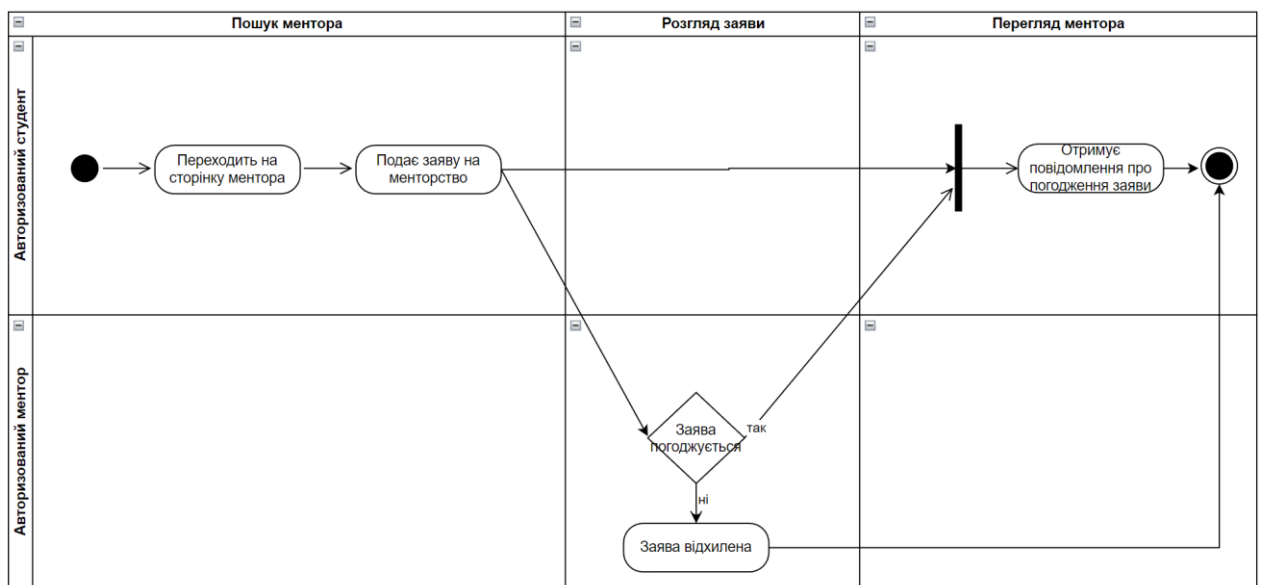 Пошук ментора
Розгляд заяви
Перегляд ментора
Авторизований студент
Переходить на
сторінку ментора
Подає заяву на
менторство
Отримує
повідомлення про
погодження заяви
Авторизований ментор
Заява
погоджується
так
ні
Заява відхилена